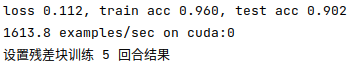 loss 0.112, train acc 0.960, test acc 0.902
1613.8 examples/sec on cuda:0
设置残差块训练 5 回合结果